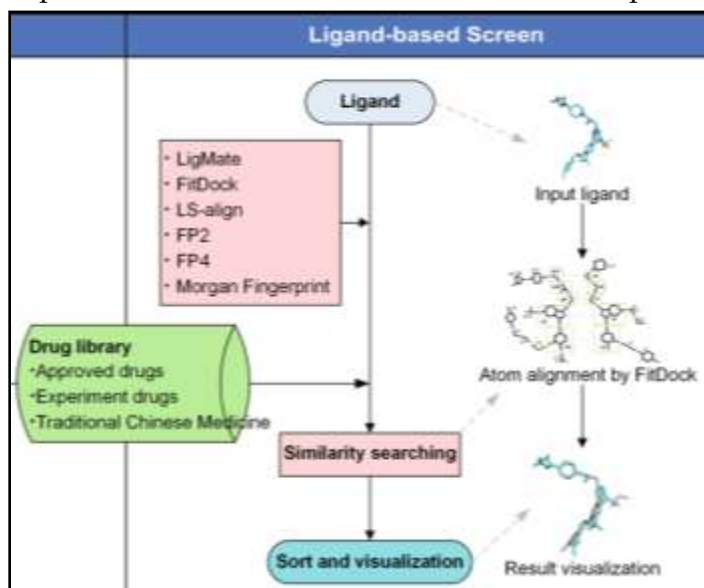 Ligand-based Screen
Ligand
· LigMate
· FitDock
· LS-align
· FP2
· FP4
· Morgan Fingerprint
Input ligand
Drug library
·Approved drugs
·Experiment drugs
·Traditional Chinese Medicine
Atom alignment by FitDock
Similarity searching
Sort and visualization
Result visualization